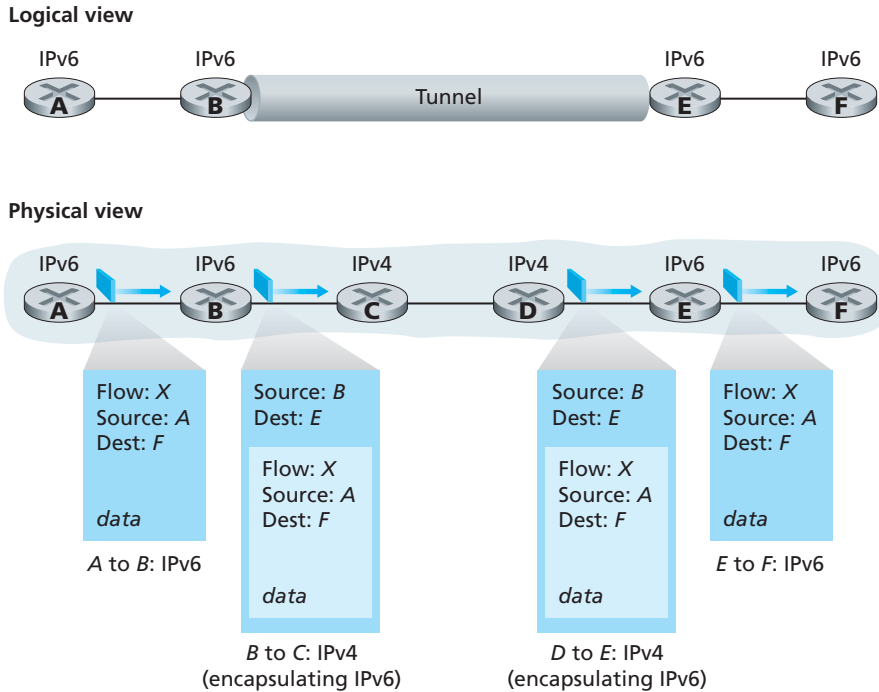 Logical view
IPv6 IPv6 IPv6 IPv6
A B Tunnel E F
Physical view
IPv6 IPv6 IPv4 IPv4 IPv6 IPv6
A B C D E F
Flow: X
Source: A
Dest: F
data
A to B: IPv6
Source: B
Dest: E
Flow: X
Source: A
Dest: F
data
B to C: IPv4
(encapsulating IPv6)
Source: B
Dest: E
Flow: X
Source: A
Dest: F
data
D to E: IPv4
(encapsulating IPv6)
Flow: X
Source: A
Dest: F
data
E to F: IPv6